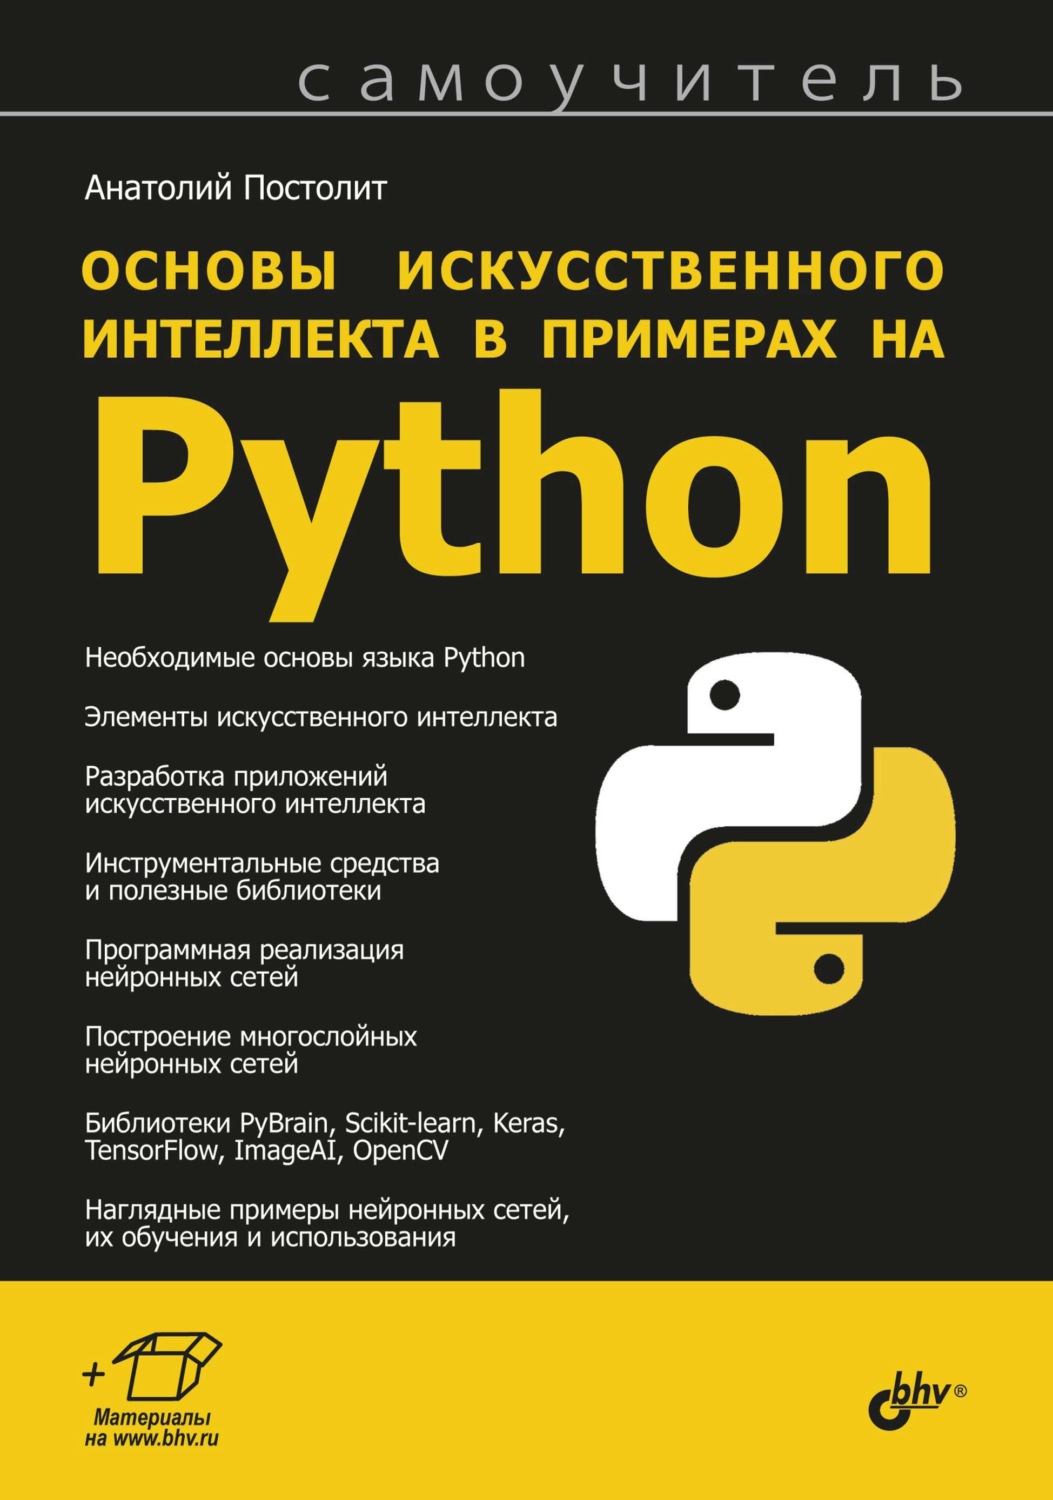 самоучитель
Анатолий Постолит
ОСНОВЫ ИСКУССТВЕННОГО
ИНТЕЛЛЕКТА В ПРИМЕРАХ НА
Python
Необходимые основы языка Python
Элементы искусственного интеллекта
Разработка приложений
искусственного интеллекта
Инструментальные средства
и полезные библиотеки
Программная реализация
нейронных сетей
Построение многослойных
нейронных сетей
Библиотеки PyBrain, Scikit-learn, Keras,
TensorFlow, ImageAI, OpenCV
Наглядные примеры нейронных сетей,
их обучения и использования
+
Материалы
на www.bhv.ru
bhv®